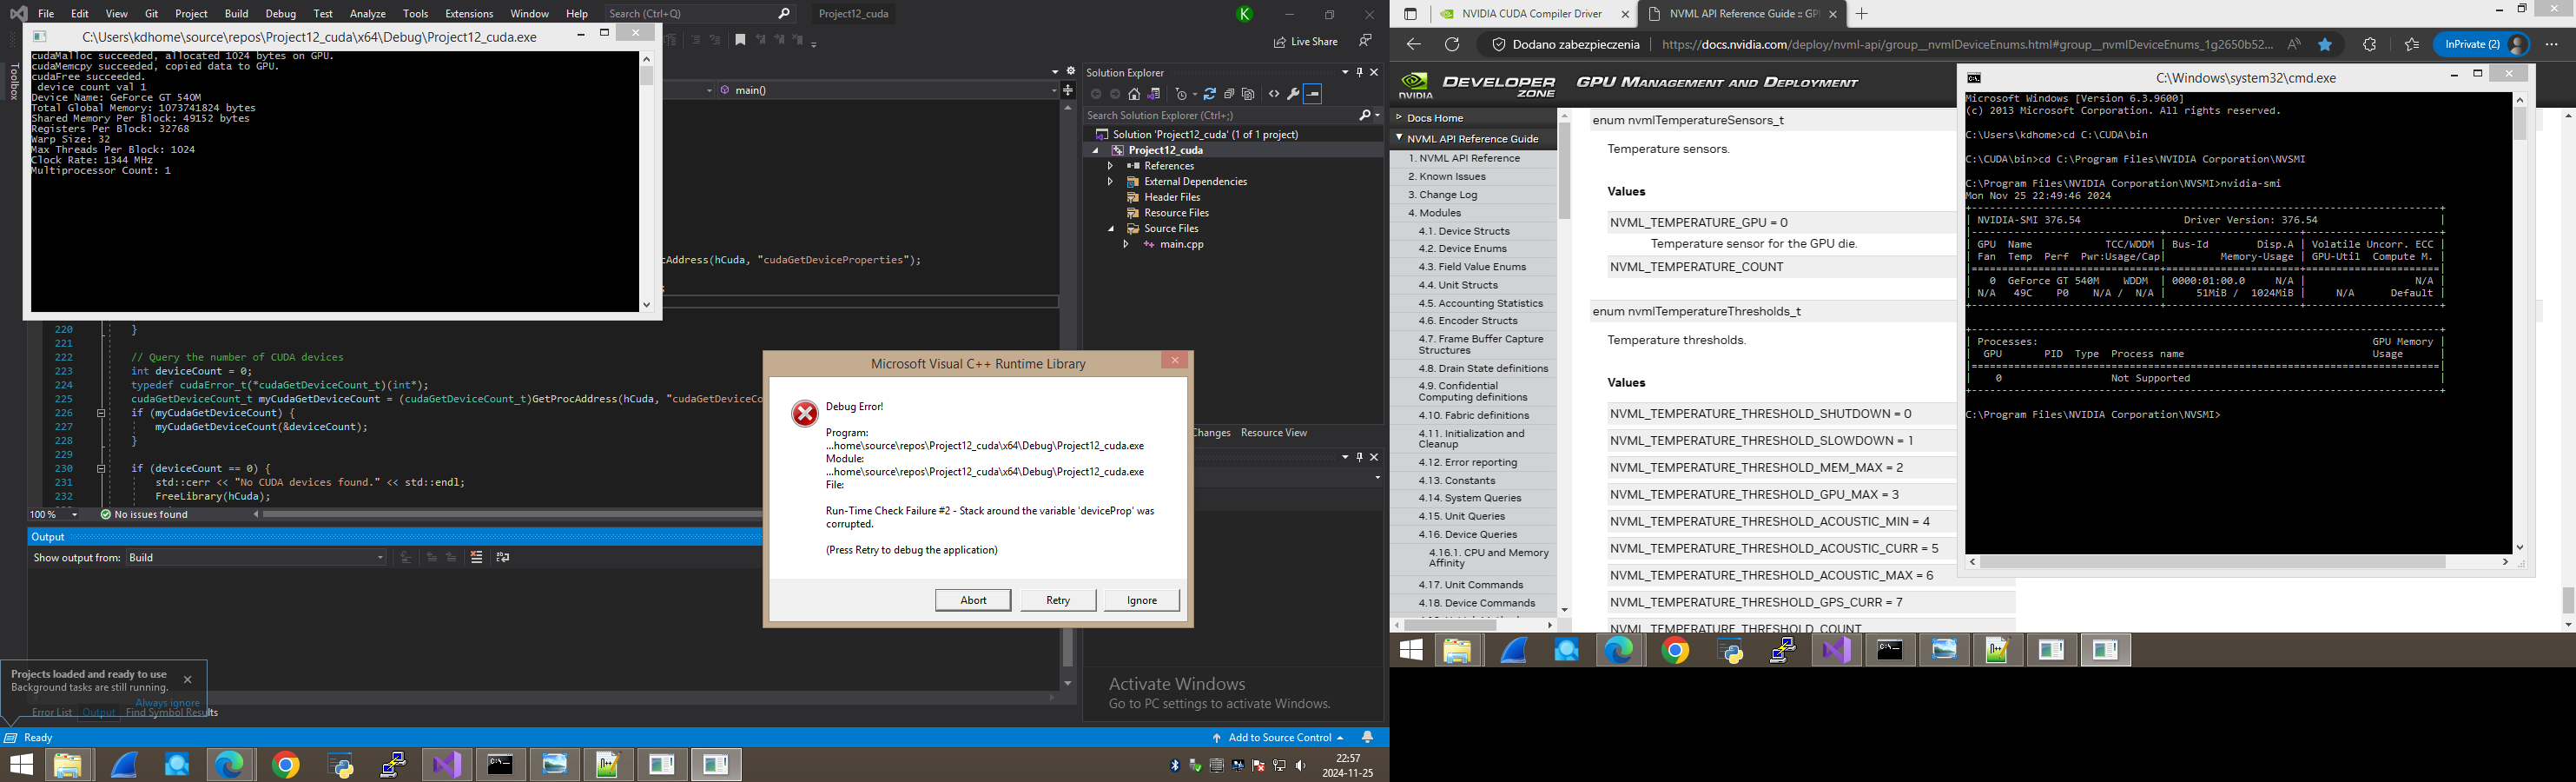 File Edit View Git Project Build Debug Test Analyze Tools Extensions Window Help Search (Ctrl+Q) Project12_cuda K
Live Share
C:\Users\kdhome\source\repos\Project12_cuda\x64\Debug\Project12_cuda.exe
cudaMalloc succeeded, allocated 1024 bytes on GPU.
cudaMemcpy succeeded, copied data to GPU.
cudaFree succeeded.
device count val 1
Device Name: GeForce GT 540M
Total Global Memory: 1073741824 bytes
Shared Memory Per Block: 49152 bytes
Registers Per Block: 32768
Warp Size: 32
Max Threads Per Block: 1024
Clock Rate: 1344 MHz
Multiprocessor Count: 1
Toolbox
main()
cAddress(hCuda, "cudaGetDeviceProperties");
220 }
221
222 // Query the number of CUDA devices
223 int deviceCount = 0;
224 typedef cudaError_t(*cudaGetDeviceCount_t)(int*);
225 cudaGetDeviceCount_t myCudaGetDeviceCount = (cudaGetDeviceCount_t)GetProcAddress(hCuda, "cudaGetDeviceCo
226 if (myCudaGetDeviceCount) {
227 myCudaGetDeviceCount(&deviceCount);
228 }
229
230 if (deviceCount == 0) {
231 std::cerr << "No CUDA devices found." << std::endl;
232 FreeLibrary(hCuda);
100 % No issues found
Output
Show output from: Build
Projects loaded and ready to use
Background tasks are still running.
Always ignore
Error List Output Find Symbol Results
Ready
Add to Source Control
Solution Explorer
Search Solution Explorer (Ctrl+;)
Solution 'Project12_cuda' (1 of 1 project)
Project12_cuda
References
External Dependencies
Header Files
Resource Files
Source Files
main.cpp
Changes Resource View
Microsoft Visual C++ Runtime Library
Debug Error!
Program:
...home\source\repos\Project12_cuda\x64\Debug\Project12_cuda.exe
Module:
...home\source\repos\Project12_cuda\x64\Debug\Project12_cuda.exe
File:
Run-Time Check Failure #2 - Stack around the variable 'deviceProp' was
corrupted.
(Press Retry to debug the application)
Abort Retry Ignore
Activate Windows
Go to PC settings to activate Windows.
22:57
2024-11-25
NVIDIA CUDA Compiler Driver NVML API Reference Guide :: GP
Dodano zabezpieczenia https://docs.nvidia.com/deploy/nvml-api/group__nvmlDeviceEnums.html#group__nvmlDeviceEnums_1g2650b52... InPrivate (2)
NVIDIA DEVELOPER ZONE GPU MANAGEMENT AND DEPLOYMENT
Docs Home
NVML API Reference Guide
1. NVML API Reference
2. Known Issues
3. Change Log
4. Modules
4.1. Device Structs
4.2. Device Enums
4.3. Field Value Enums
4.4. Unit Structs
4.5. Accounting Statistics
4.6. Encoder Structs
4.7. Frame Buffer Capture
Structures
4.8. Drain State definitions
4.9. Confidential
Computing definitions
4.10. Fabric definitions
4.11. Initialization and
Cleanup
4.12. Error reporting
4.13. Constants
4.14. System Queries
4.15. Unit Queries
4.16. Device Queries
4.16.1. CPU and Memory
Affinity
4.17. Unit Commands
4.18. Device Commands
enum nvmlTemperatureSensors_t
Temperature sensors.
Values
NVML_TEMPERATURE_GPU = 0
Temperature sensor for the GPU die.
NVML_TEMPERATURE_COUNT
enum nvmlTemperatureThresholds_t
Temperature thresholds.
Values
NVML_TEMPERATURE_THRESHOLD_SHUTDOWN = 0
NVML_TEMPERATURE_THRESHOLD_SLOWDOWN = 1
NVML_TEMPERATURE_THRESHOLD_MEM_MAX = 2
NVML_TEMPERATURE_THRESHOLD_GPU_MAX = 3
NVML_TEMPERATURE_THRESHOLD_ACOUSTIC_MIN = 4
NVML_TEMPERATURE_THRESHOLD_ACOUSTIC_CURR = 5
NVML_TEMPERATURE_THRESHOLD_ACOUSTIC_MAX = 6
NVML_TEMPERATURE_THRESHOLD_GPS_CURR = 7
NVML_TEMPERATURE_THRESHOLD_COUNT
C:\Windows\system32\cmd.exe
Microsoft Windows [Version 6.3.9600]
(c) 2013 Microsoft Corporation. All rights reserved.
C:\Users\kdhome>cd C:\CUDA\bin
C:\CUDA\bin>cd C:\Program Files\NVIDIA Corporation\NVSMI
C:\Program Files\NVIDIA Corporation\NVSMI>nvidia-smi
Mon Nov 25 22:49:46 2024
| NVIDIA-SMI 376.54 Driver Version: 376.54 |
| GPU Name TCC/WDDM | Bus-Id Disp.A | Volatile Uncorr. ECC |
| Fan Temp Perf Pwr:Usage/Cap| Memory-Usage | GPU-Util Compute M. |
| 0 GeForce GT 540M WDDM | 0000:01:00.0 N/A | N/A |
| N/A 49C P0 N/A / N/A | 51MiB / 1024MiB | N/A Default |
| Processes: GPU Memory |
| GPU PID Type Process name Usage |
| 0 Not Supported |
C:\Program Files\NVIDIA Corporation\NVSMI>